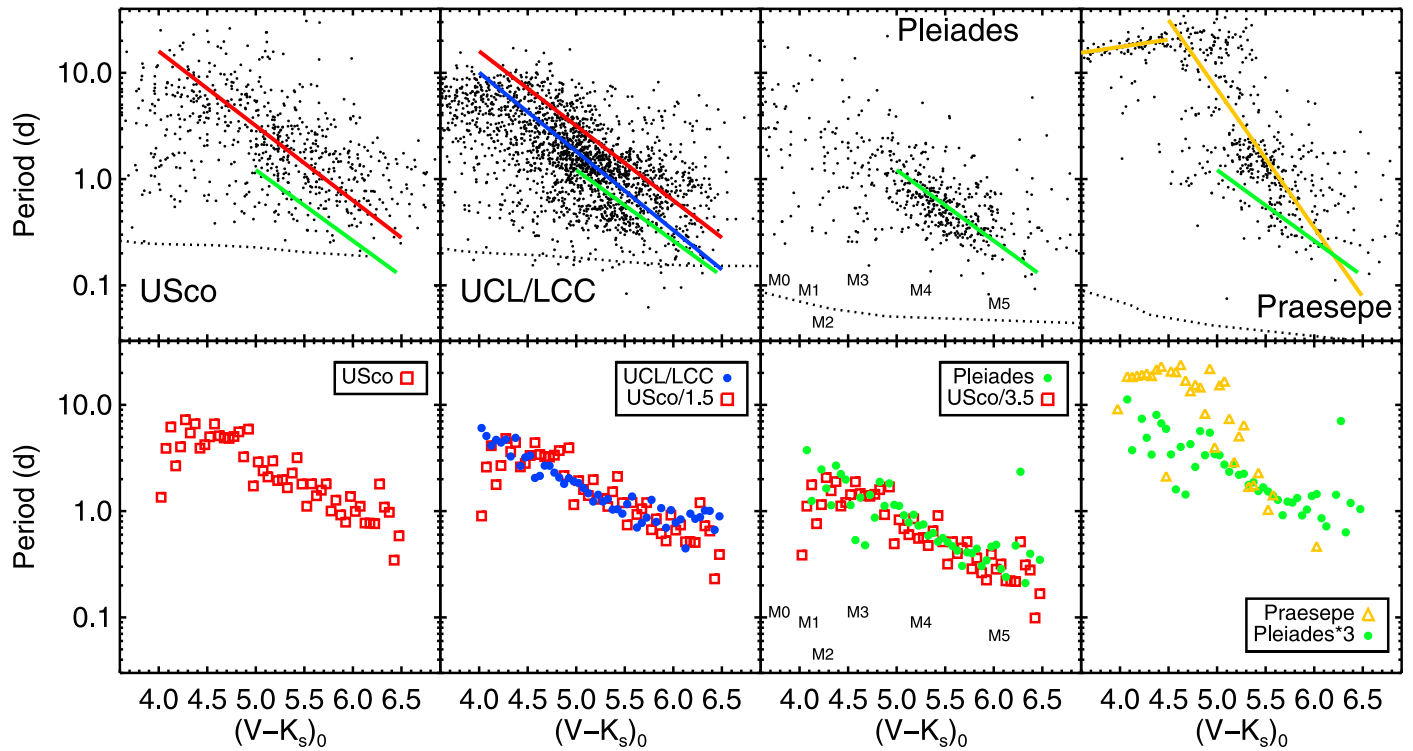 Pleiades
10.0
1.0
0.1
Period (d)
USco
UCL/LCC
M0
M1
M2
M3
M4
M5
Praesepe
USco
UCL/LCC
USco/1.5
Pleiades
USco/3.5
10.0
1.0
0.1
Period (d)
M0
M1
M2
M3
M4
M5
Praesepe
Pleiades*3
4.0 4.5 5.0 5.5 6.0 6.5 4.0 4.5 5.0 5.5 6.0 6.5 4.0 4.5 5.0 5.5 6.0 6.5 4.0 4.5 5.0 5.5 6.0 6.5
(V−Ks)0 (V−Ks)0 (V−Ks)0 (V−Ks)0